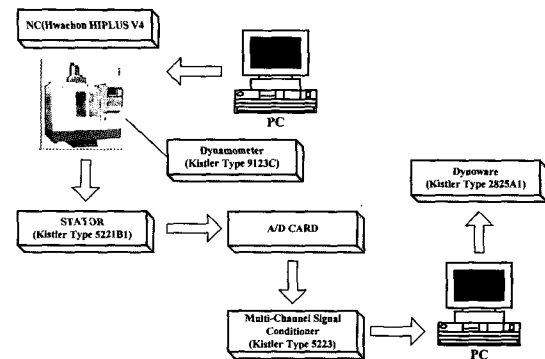 NC(Hwachon HIPLUS V4
PC
Dynamometer
(Kistler Type 9123C)
Dynoware
(Kistler Type 2825A1)
STATOR
(Kistler Type 5221B1)
A/D CARD
Multi-Channel Signal
Conditioner
(Kistler Type 5223)
PC